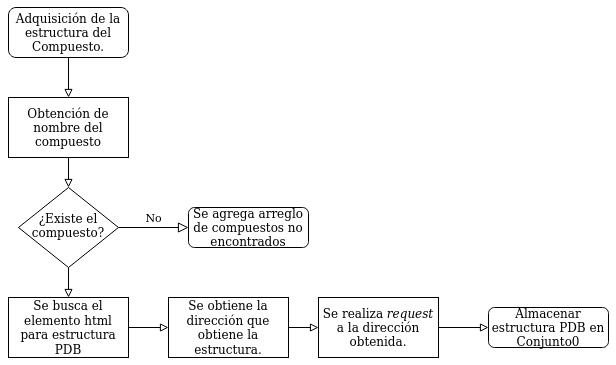 Adquisición de la
estructura del
Compuesto.
Obtención de
nombre del
compuesto
¿Existe el
compuesto?
No
Se agrega arreglo
de compuestos no
encontrados
Se busca el
elemento html
para estructura
PDB
Se obtiene la
dirección que
obtiene la
estructura.
Se realiza request
a la dirección
obtenida.
Almacenar
estructura PDB en
Conjunto0